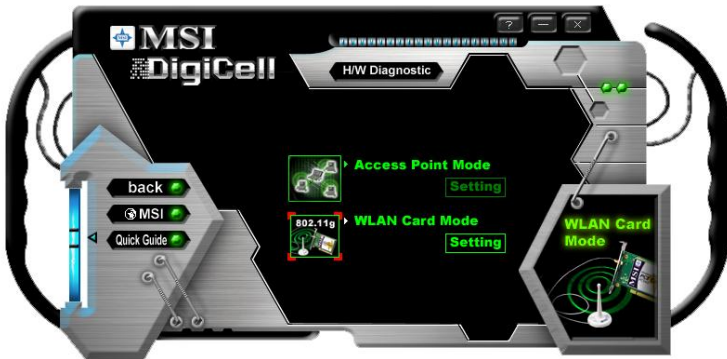 ?
MSI
DigiCell
H/W Diagnostic
back
MSI
Quick Guide
Access Point Mode
Setting
802.11g
WLAN Card Mode
Setting
WLAN Card
Mode
MSI